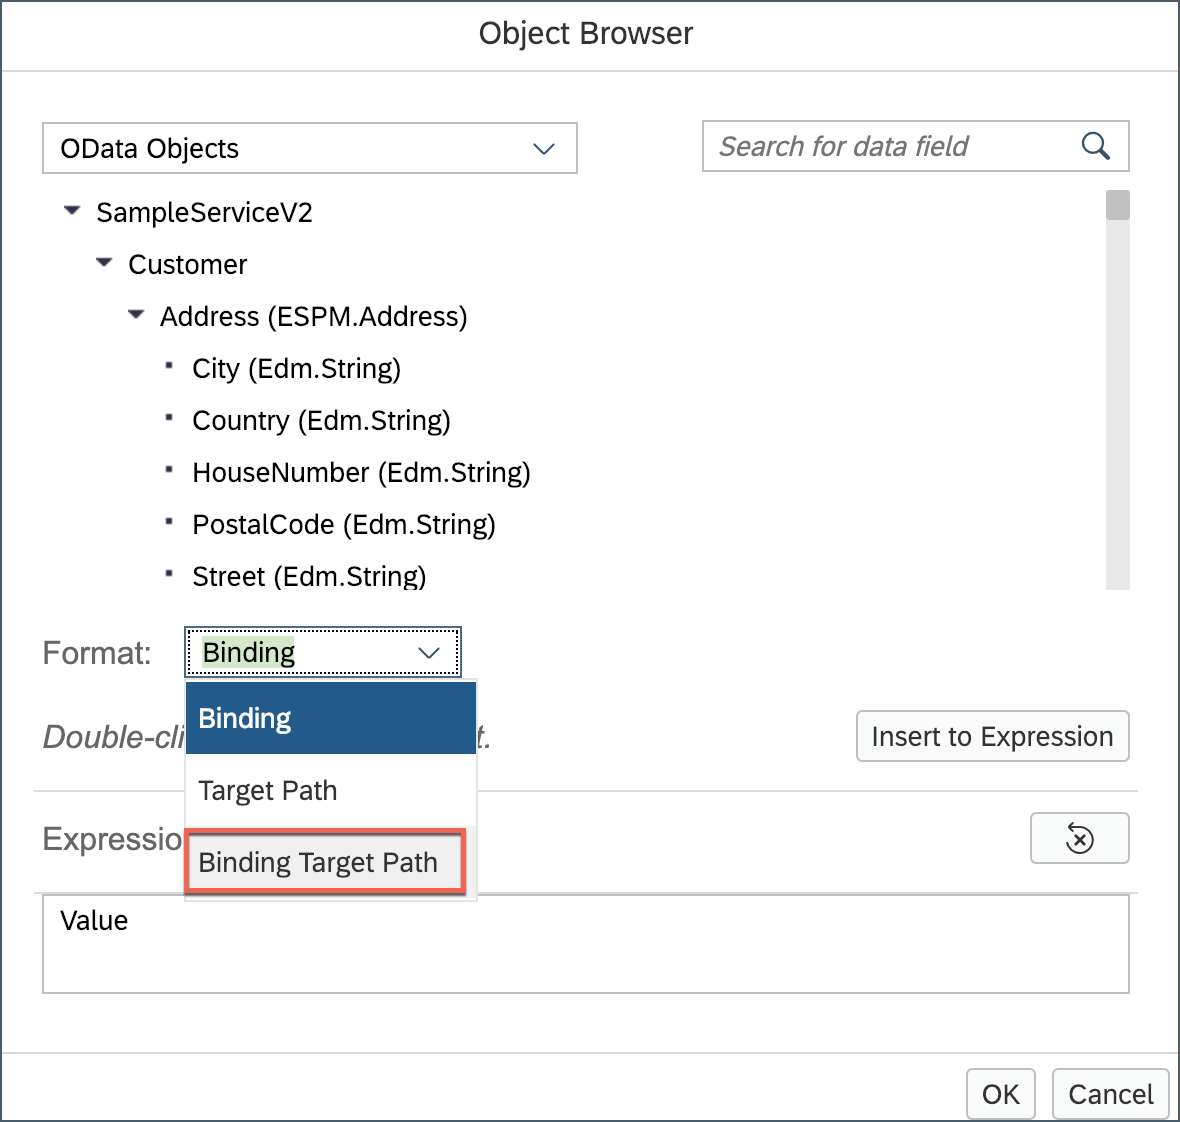 Object Browser
OData Objects
Search for data field
SampleServiceV2
Customer
Address (ESPM.Address)
City (Edm.String)
Country (Edm.String)
HouseNumber (Edm.String)
PostalCode (Edm.String)
Street (Edm.String)
Format: Binding
Binding
Double-cli t. Insert to Expression
Target Path
Expressio
Binding Target Path
Value
OK Cancel